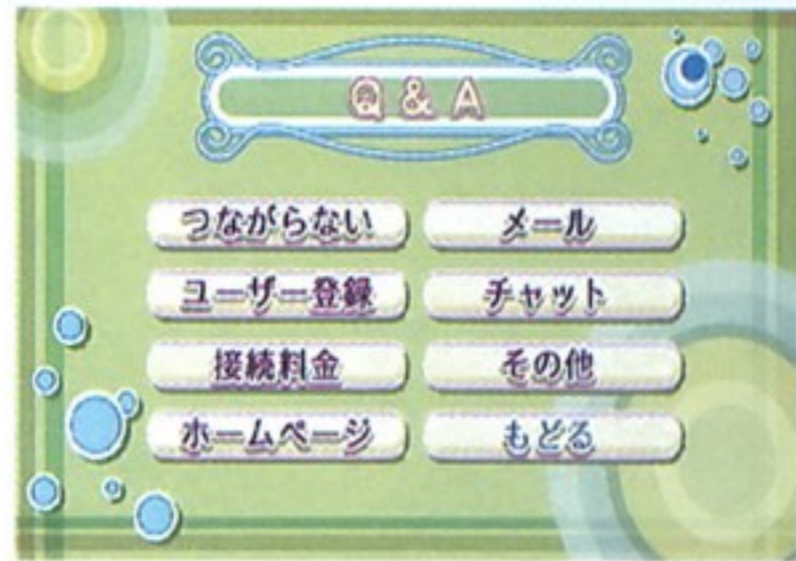 Q & A
つながらない
メール
ユーザー登録
チャット
接続料金
その他
ホームページ
もどる